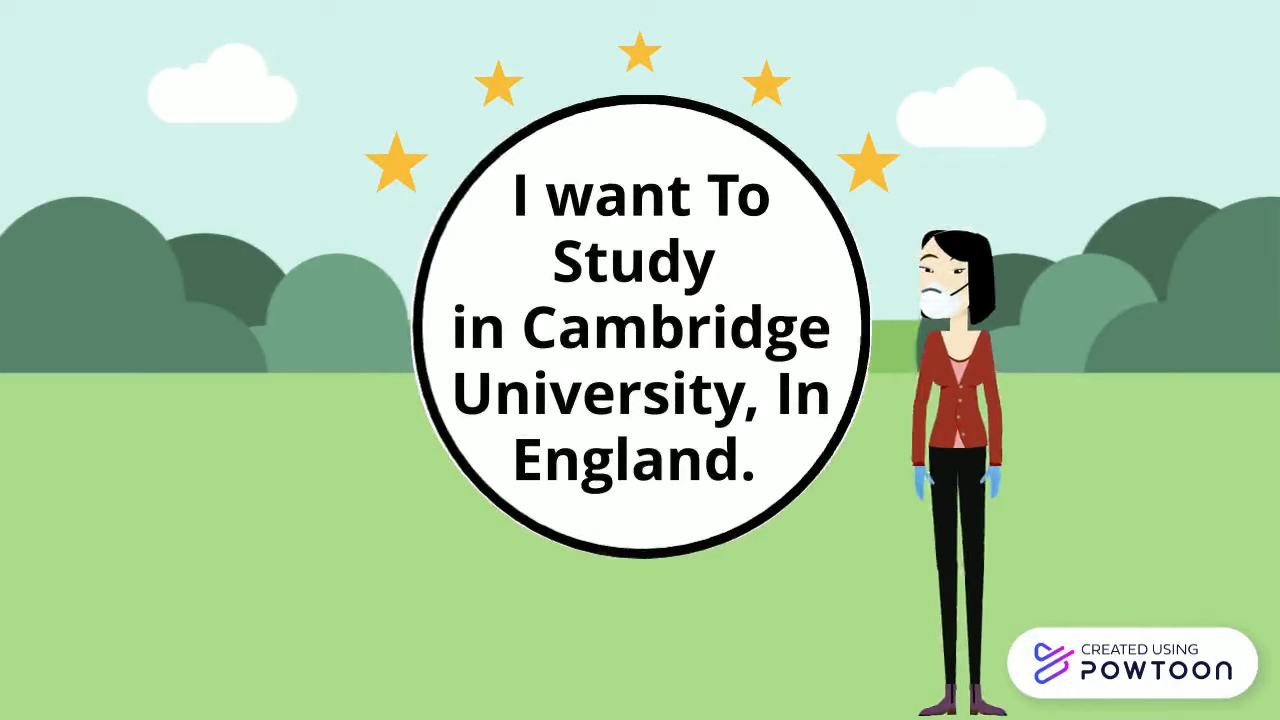 I want To
Study
in Cambridge
University, In
England.
CREATED USING
POWTOON